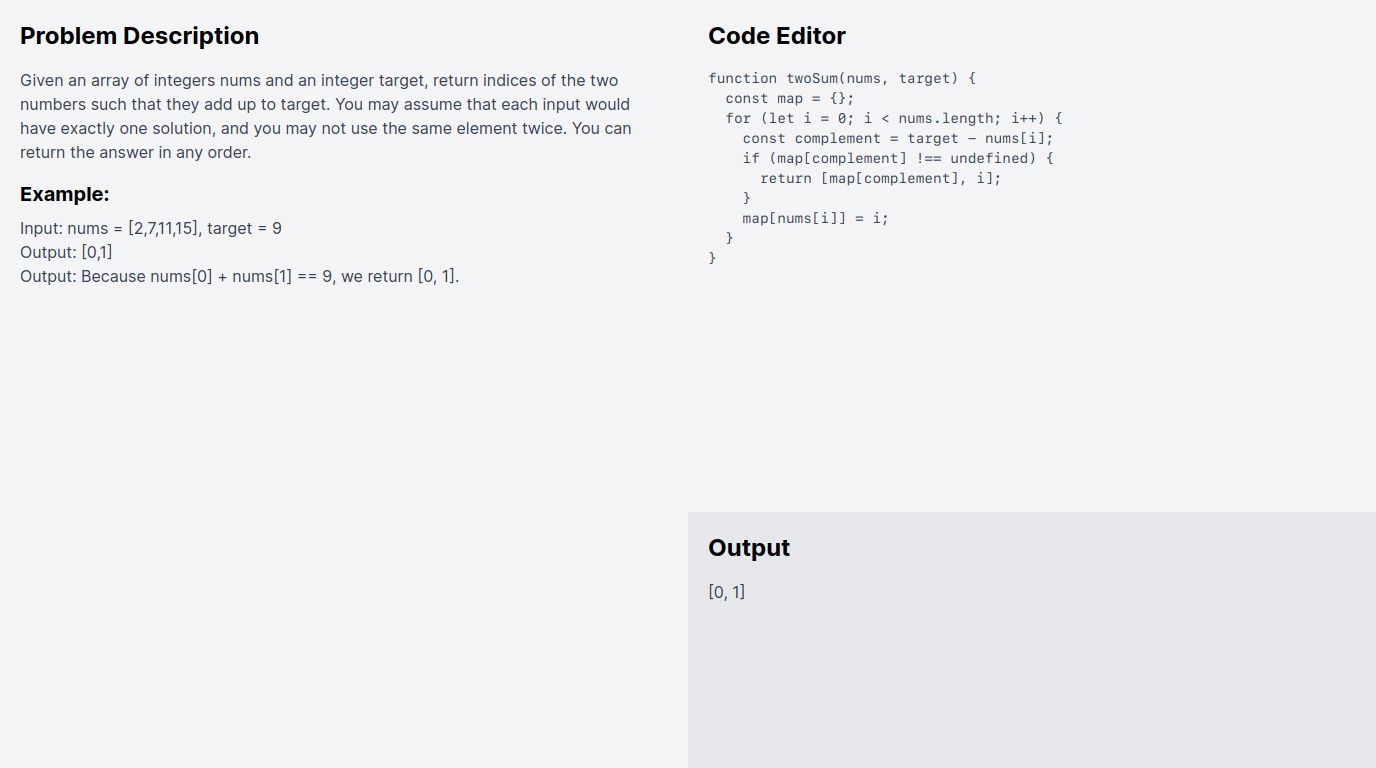 Problem Description
Given an array of integers nums and an integer target, return indices of the two
numbers such that they add up to target. You may assume that each input would
have exactly one solution, and you may not use the same element twice. You can
return the answer in any order.
Example:
Input: nums = [2,7,11,15], target = 9
Output: [0,1]
Output: Because nums[0] + nums[1] == 9, we return [0, 1].
Code Editor
function twoSum(nums, target) {
  const map = {};
  for (let i = 0; i < nums.length; i++) {
    const complement = target - nums[i];
    if (map[complement] !== undefined) {
      return [map[complement], i];
    }
    map[nums[i]] = i;
  }
}
Output
[0, 1]